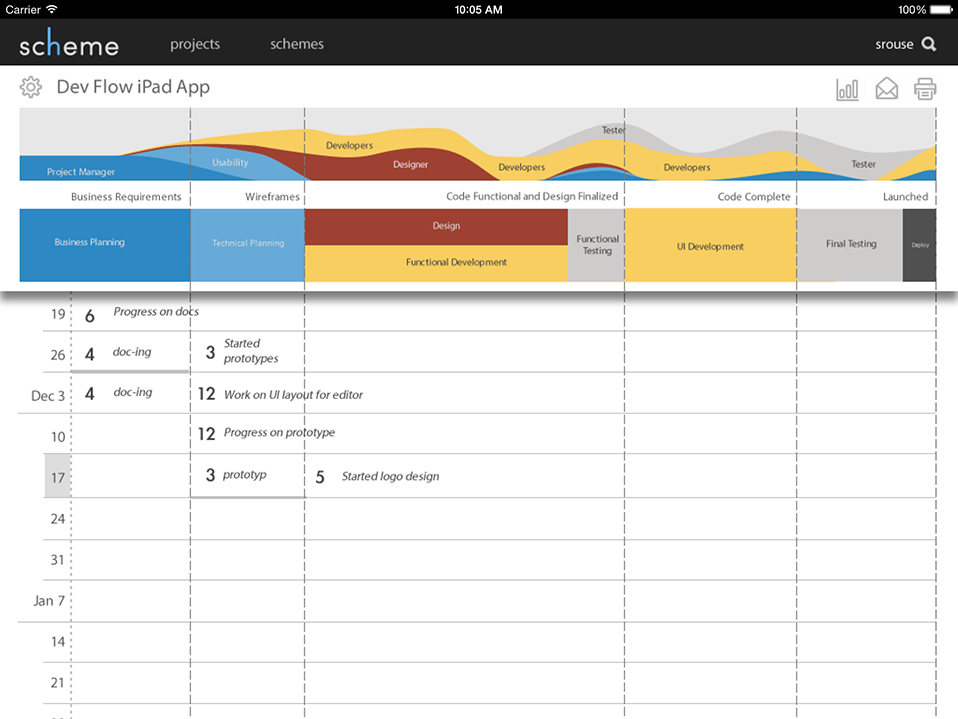 Carrier 10:05 AM 100%
scheme projects schemes srouse
Dev Flow iPad App
Tester
Developers
Designer
Usability
Developers
Developers
Tester
Project Manager
Business Requirements Wireframes Code Functional and Design Finalized Code Complete Launched
Design
Business Planning
Technical Planning
Functional
Testing
UI Development
Final Testing
Deploy
Functional Development
19 6 Progress on docs
26 4 doc-ing 3 Started
prototypes
Dec 3 4 doc-ing 12 Work on UI layout for editor
10 12 Progress on prototype
17 3 prototyp 5 Started logo design
24
31
Jan 7
14
21